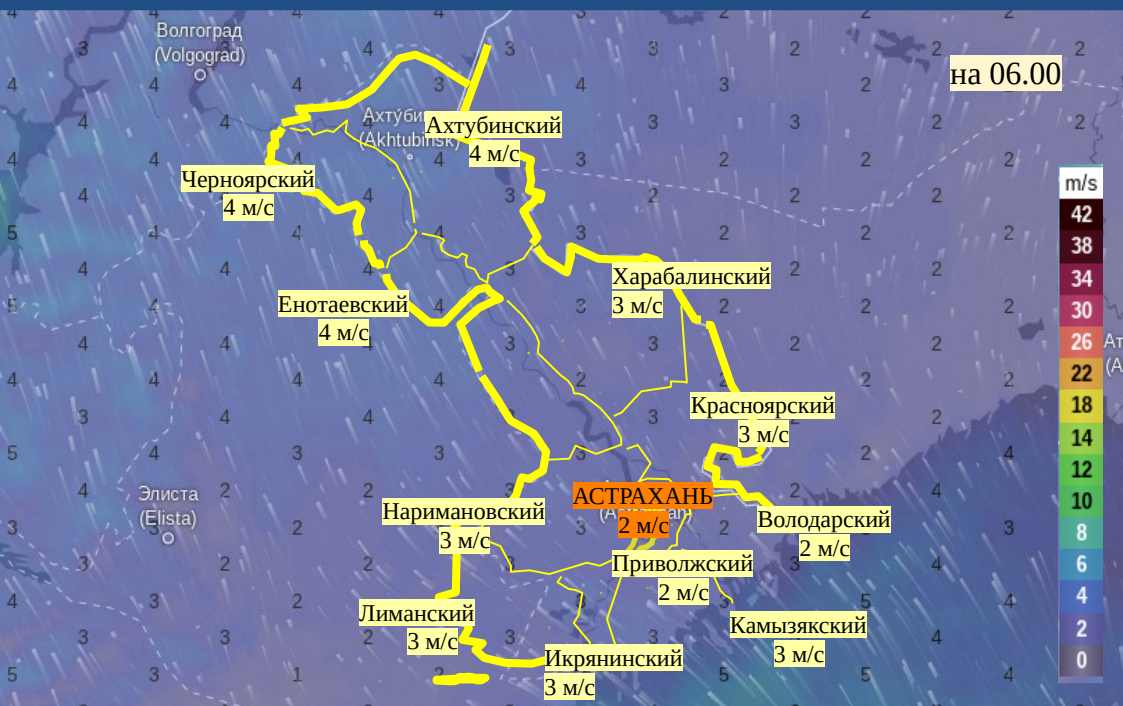 Волгоград
(Volgograd)
на 06.00
Ахтуби
(Akhtubinsk)
Ахтубинский
4 м/с
Черноярский
4 м/с
Харабалинский
3 м/с
Енотаевский
4 м/с
Красноярский
3 м/с
Элиста
(Elista)
АСТРАХАНЬ
2 м/с
Наримановский
3 м/с
Володарский
2 м/с
Приволжский
2 м/с
Лиманский
3 м/с
Камызякский
3 м/с
Икрянинский
3 м/с
m/s
42
38
34
30
26
22
18
14
12
10
8
6
4
2
0